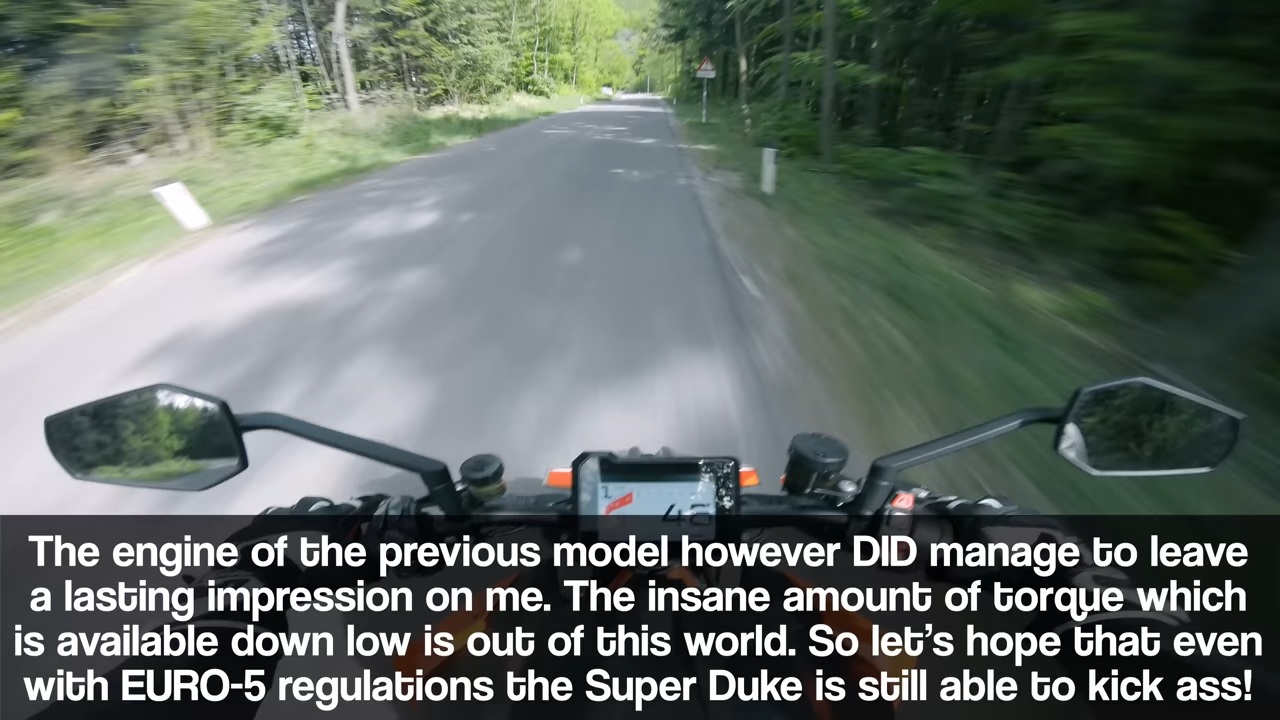 48
The engine of the previous model however DID manage to leave
a lasting impression on me. The insane amount of torque which
is available down low is out of this world. So let's hope that even
with EURO-5 regulations the Super Duke is still able to kick ass!